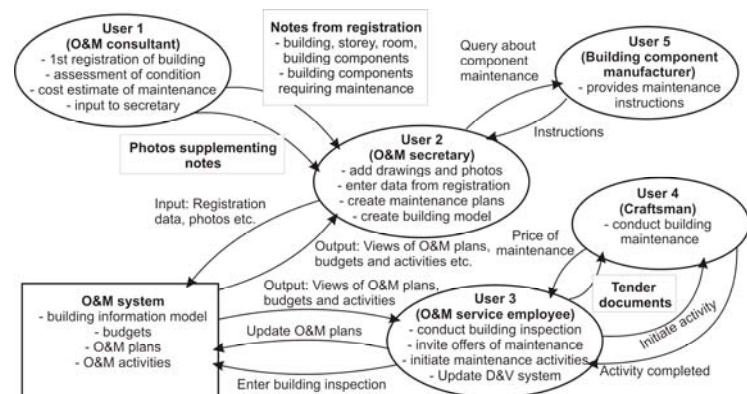 User 1
(O&M consultant)
- 1st registration of building
- assessment of condition
- cost estimate of maintenance
- input to secretary
Notes from registration
- building, storey, room,
building components
- building components
requiring maintenance
Query about
component
maintenance
User 5
(Building component
manufacturer)
- provides maintenance
instructions
Photos supplementing
notes
Instructions
User 2
(O&M secretary)
- add drawings and photos
- enter data from registration
- create maintenance plans
- create building model
Input: Registration
data, photos etc.
Output: Views of O&M plans,
budgets and activities etc.
User 4
(Craftsman)
- conduct building
maintenance
Price of
maintenance
Tender
documents
O&M system
- building information model
- budgets
- O&M plans
- O&M activities
Output: Views of O&M plans,
budgets and activities
Update O&M plans
Enter building inspection
User 3
(O&M service employee)
- conduct building inspection
- invite offers of maintenance
- initiate maintenance activities
- Update D&V system
Initiate activity
Activity completed